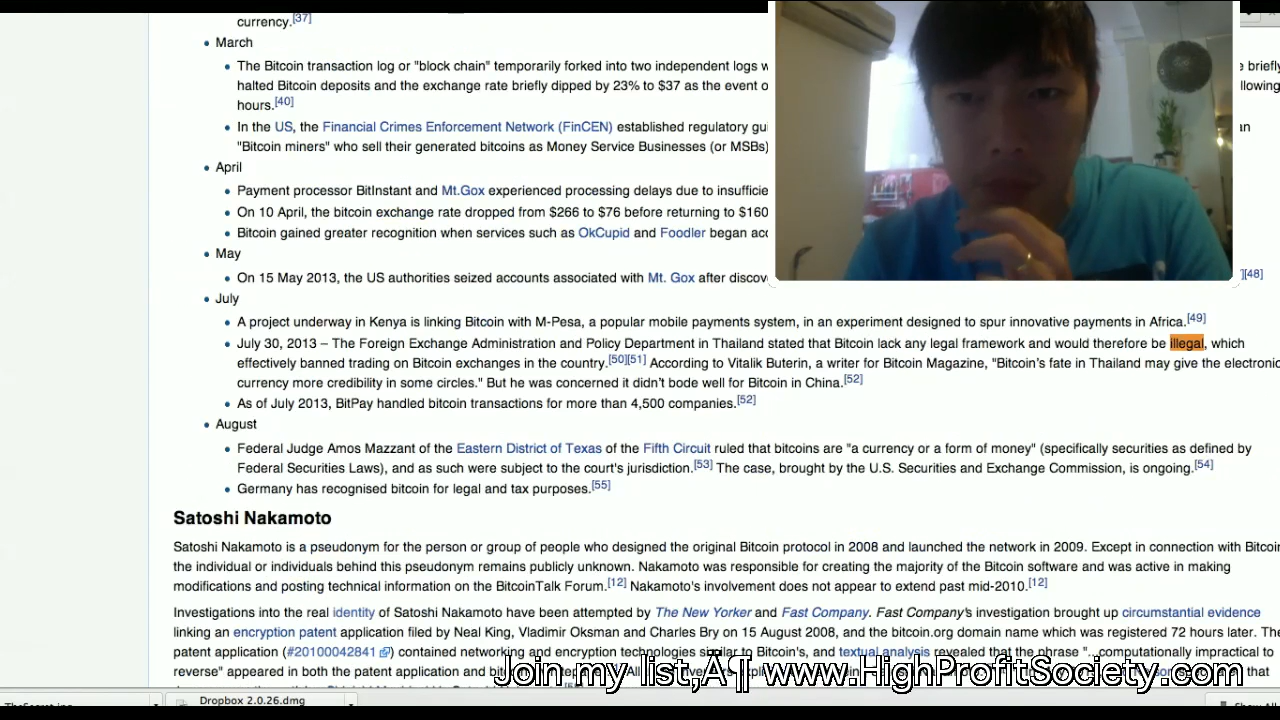 currency.[37]
March
The Bitcoin transaction log or "block chain" temporarily forked into two independent logs w
e briefly
halted Bitcoin deposits and the exchange rate briefly dipped by 23% to $37 as the event o
llowing
hours.[40]
In the US, the Financial Crimes Enforcement Network (FinCEN) established regulatory gui
an
"Bitcoin miners" who sell their generated bitcoins as Money Service Businesses (or MSBs)
April
Payment processor BitInstant and Mt.Gox experienced processing delays due to insufficie
On 10 April, the bitcoin exchange rate dropped from $266 to $76 before returning to $160
Bitcoin gained greater recognition when services such as OkCupid and Foodler began acc
May
On 15 May 2013, the US authorities seized accounts associated with Mt. Gox after discov
][48]
July
A project underway in Kenya is linking Bitcoin with M-Pesa, a popular mobile payments system, in an experiment designed to spur innovative payments in Africa.[49]
July 30, 2013 – The Foreign Exchange Administration and Policy Department in Thailand stated that Bitcoin lack any legal framework and would therefore be illegal, which
effectively banned trading on Bitcoin exchanges in the country.[50][51] According to Vitalik Buterin, a writer for Bitcoin Magazine, "Bitcoin's fate in Thailand may give the electronic
currency more credibility in some circles." But he was concerned it didn't bode well for Bitcoin in China.[52]
As of July 2013, BitPay handled bitcoin transactions for more than 4,500 companies.[52]
August
Federal Judge Amos Mazzant of the Eastern District of Texas of the Fifth Circuit ruled that bitcoins are "a currency or a form of money" (specifically securities as defined by
Federal Securities Laws), and as such were subject to the court's jurisdiction.[53] The case, brought by the U.S. Securities and Exchange Commission, is ongoing.[54]
Germany has recognised bitcoin for legal and tax purposes.[55]
Satoshi Nakamoto
Satoshi Nakamoto is a pseudonym for the person or group of people who designed the original Bitcoin protocol in 2008 and launched the network in 2009. Except in connection with Bitcoin
the individual or individuals behind this pseudonym remains publicly unknown. Nakamoto was responsible for creating the majority of the Bitcoin software and was active in making
modifications and posting technical information on the BitcoinTalk Forum.[12] Nakamoto's involvement does not appear to extend past mid-2010.[12]
Investigations into the real identity of Satoshi Nakamoto have been attempted by The New Yorker and Fast Company. Fast Company's investigation brought up circumstantial evidence
linking an encryption patent application filed by Neal King, Vladimir Oksman and Charles Bry on 15 August 2008, and the bitcoin.org domain name which was registered 72 hours later. The
patent application (#20100042841) contained networking and encryption technologies similar to Bitcoin's, and textual analysis revealed that the phrase "...computationally impractical to
reverse" appeared in both the patent application and
that
Join my list‚Ä¶ www.HighProfitSociety.com
Dropbox 2.0.26.dmg
Show All